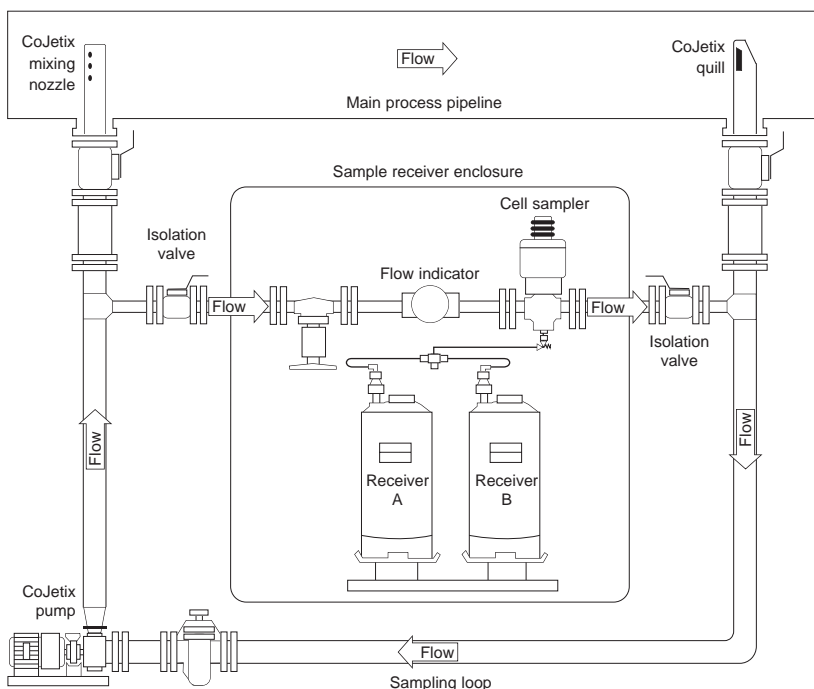 CoJetix
mixing
nozzle
Flow
CoJetix
quill
Main process pipeline
Sample receiver enclosure
Cell sampler
Isolation
valve
Flow indicator
Flow
Flow
Isolation
valve
Flow
Flow
Receiver
A
Receiver
B
CoJetix
pump
Flow
Sampling loop